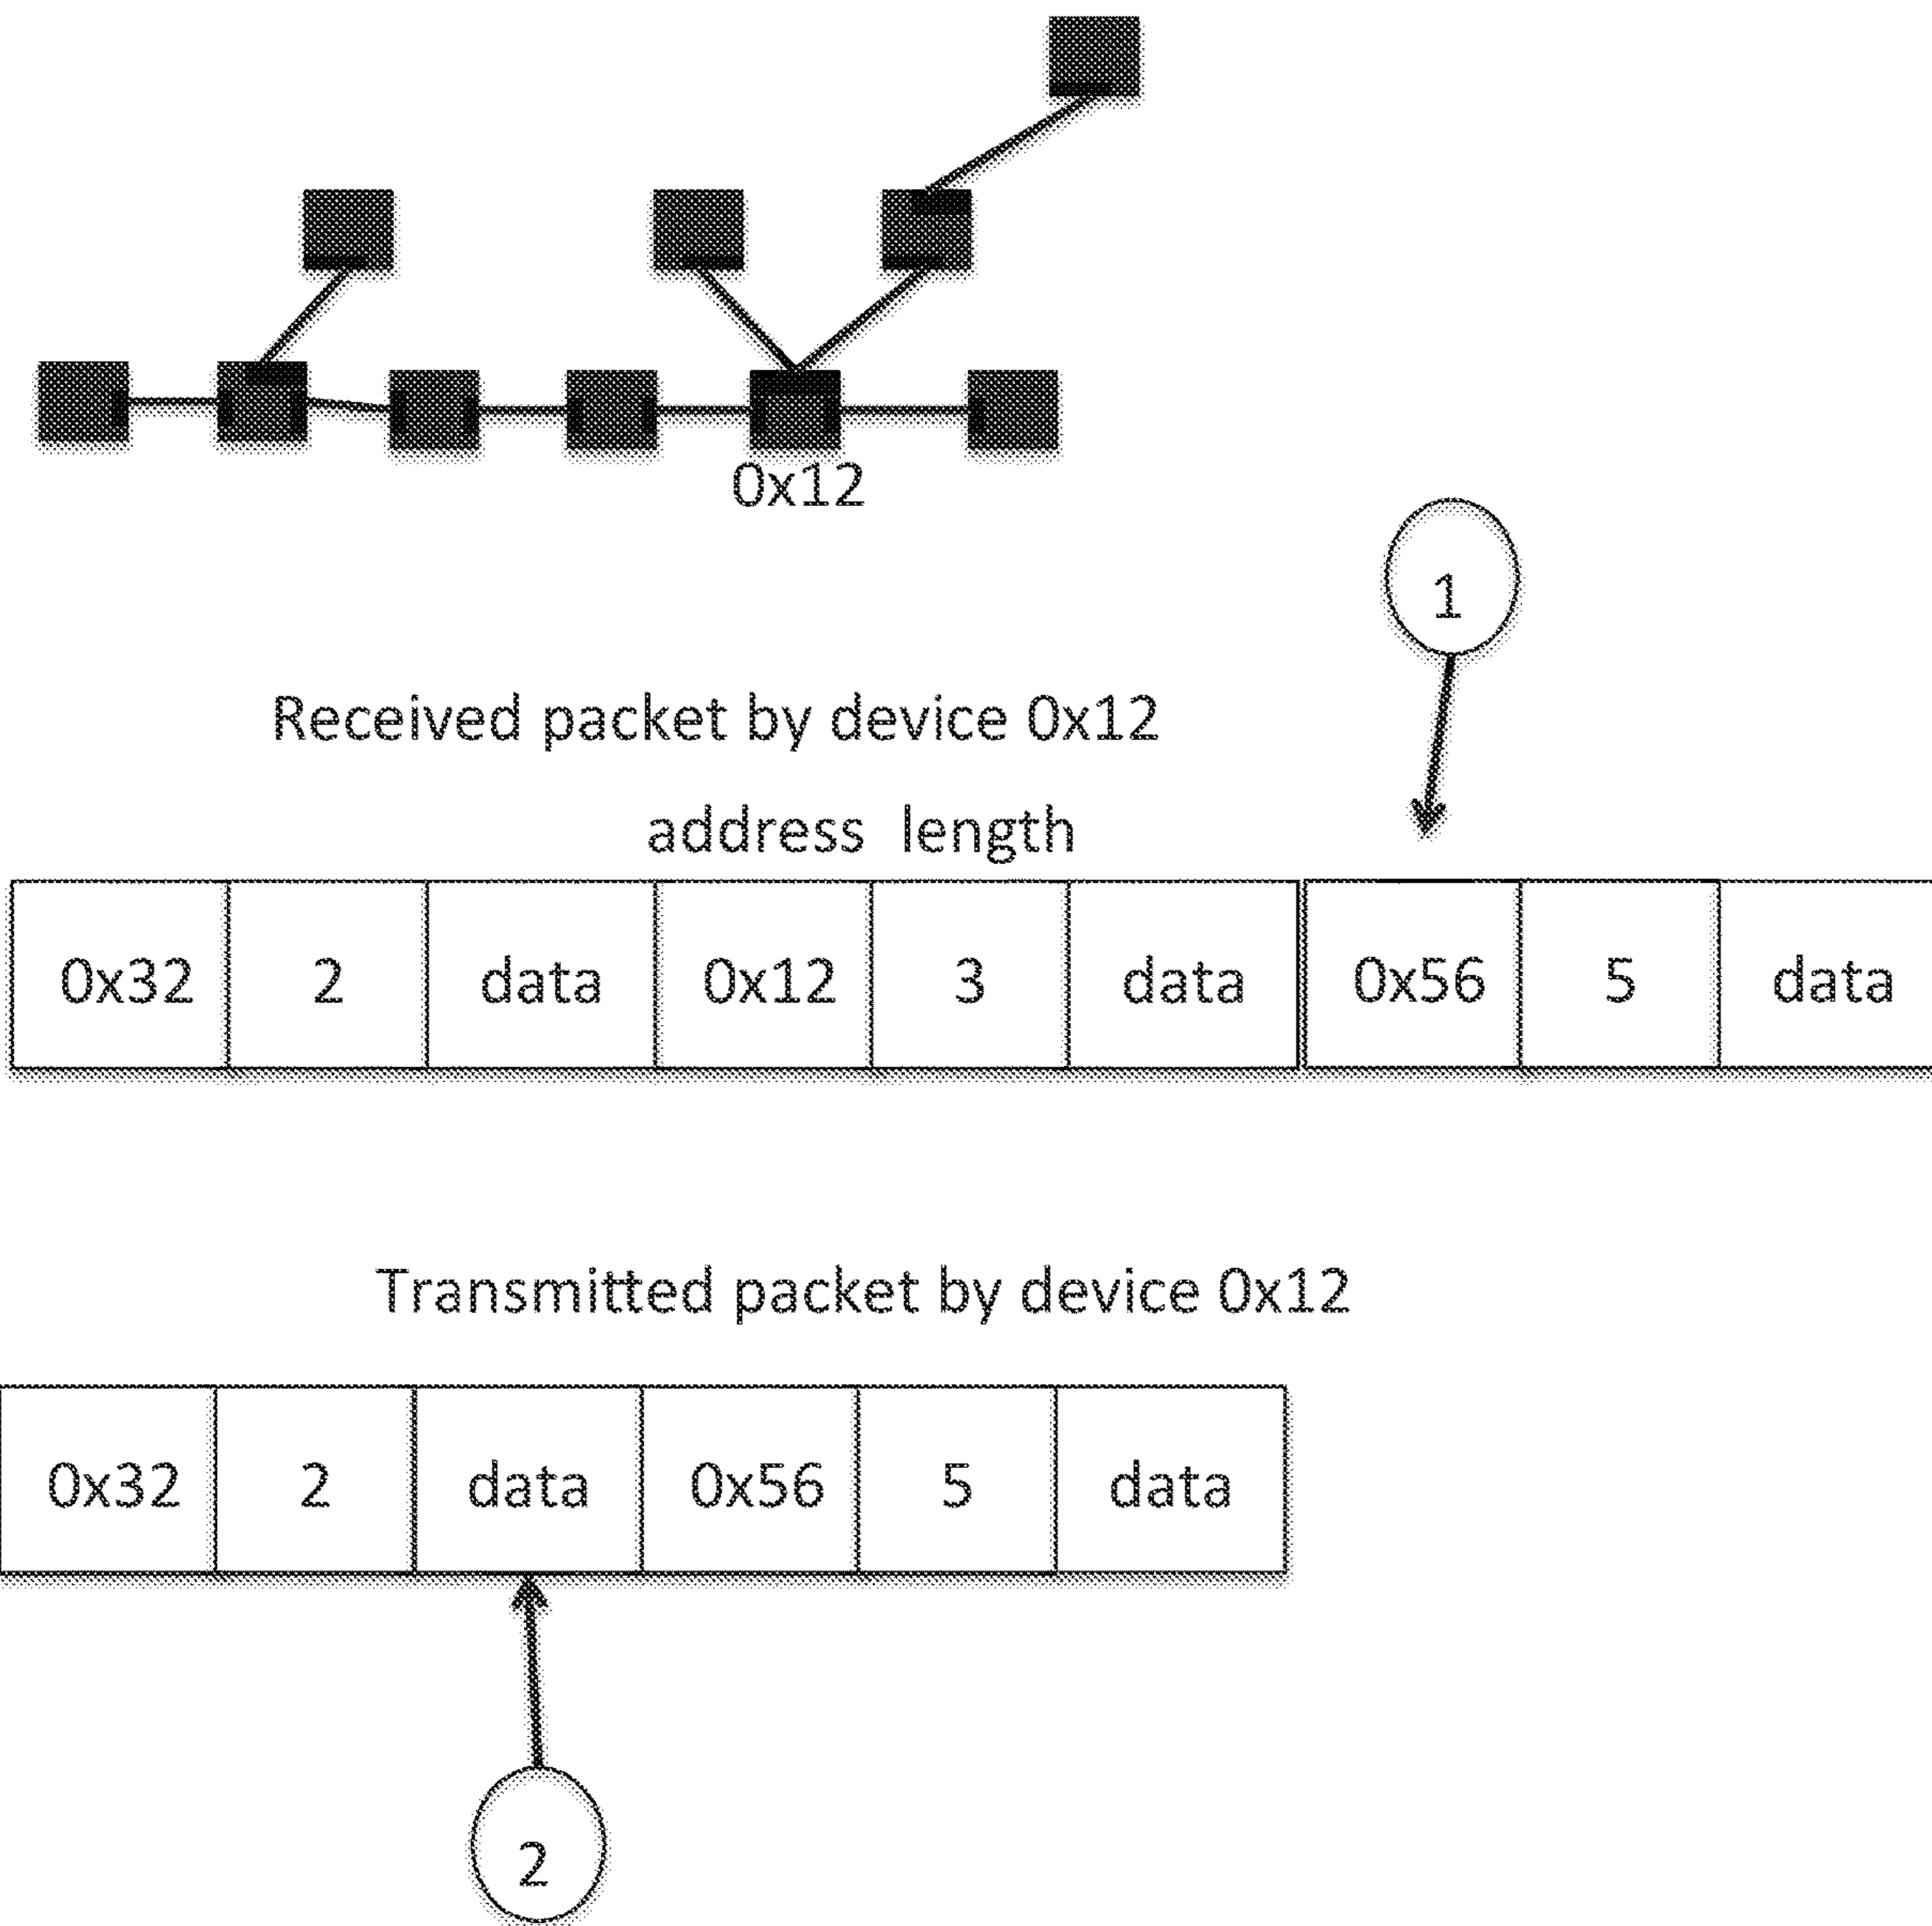 0x12
1
Received packet by device 0x12
address length
0x32 2 data 0x12 3 data 0x56 5 data
Transmitted packet by device 0x12
0x32 2 data 0x56 5 data
2